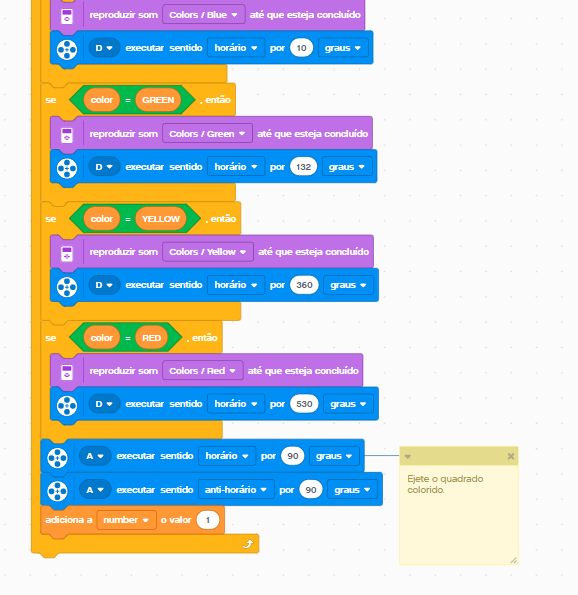 reproduzir som Colors / Blue até que esteja concluído
D executar sentido horário por 10 graus
se color = GREEN , então
reproduzir som Colors / Green até que esteja concluído
D executar sentido horário por 132 graus
se color = YELLOW , então
reproduzir som Colors / Yellow até que esteja concluído
D executar sentido horário por 360 graus
se color = RED , então
reproduzir som Colors / Red até que esteja concluído
D executar sentido horário por 530 graus
A executar sentido horário por 90 graus
A executar sentido anti-horário por 90 graus
adiciona a number o valor 1
Ejete o quadrado
colorido.